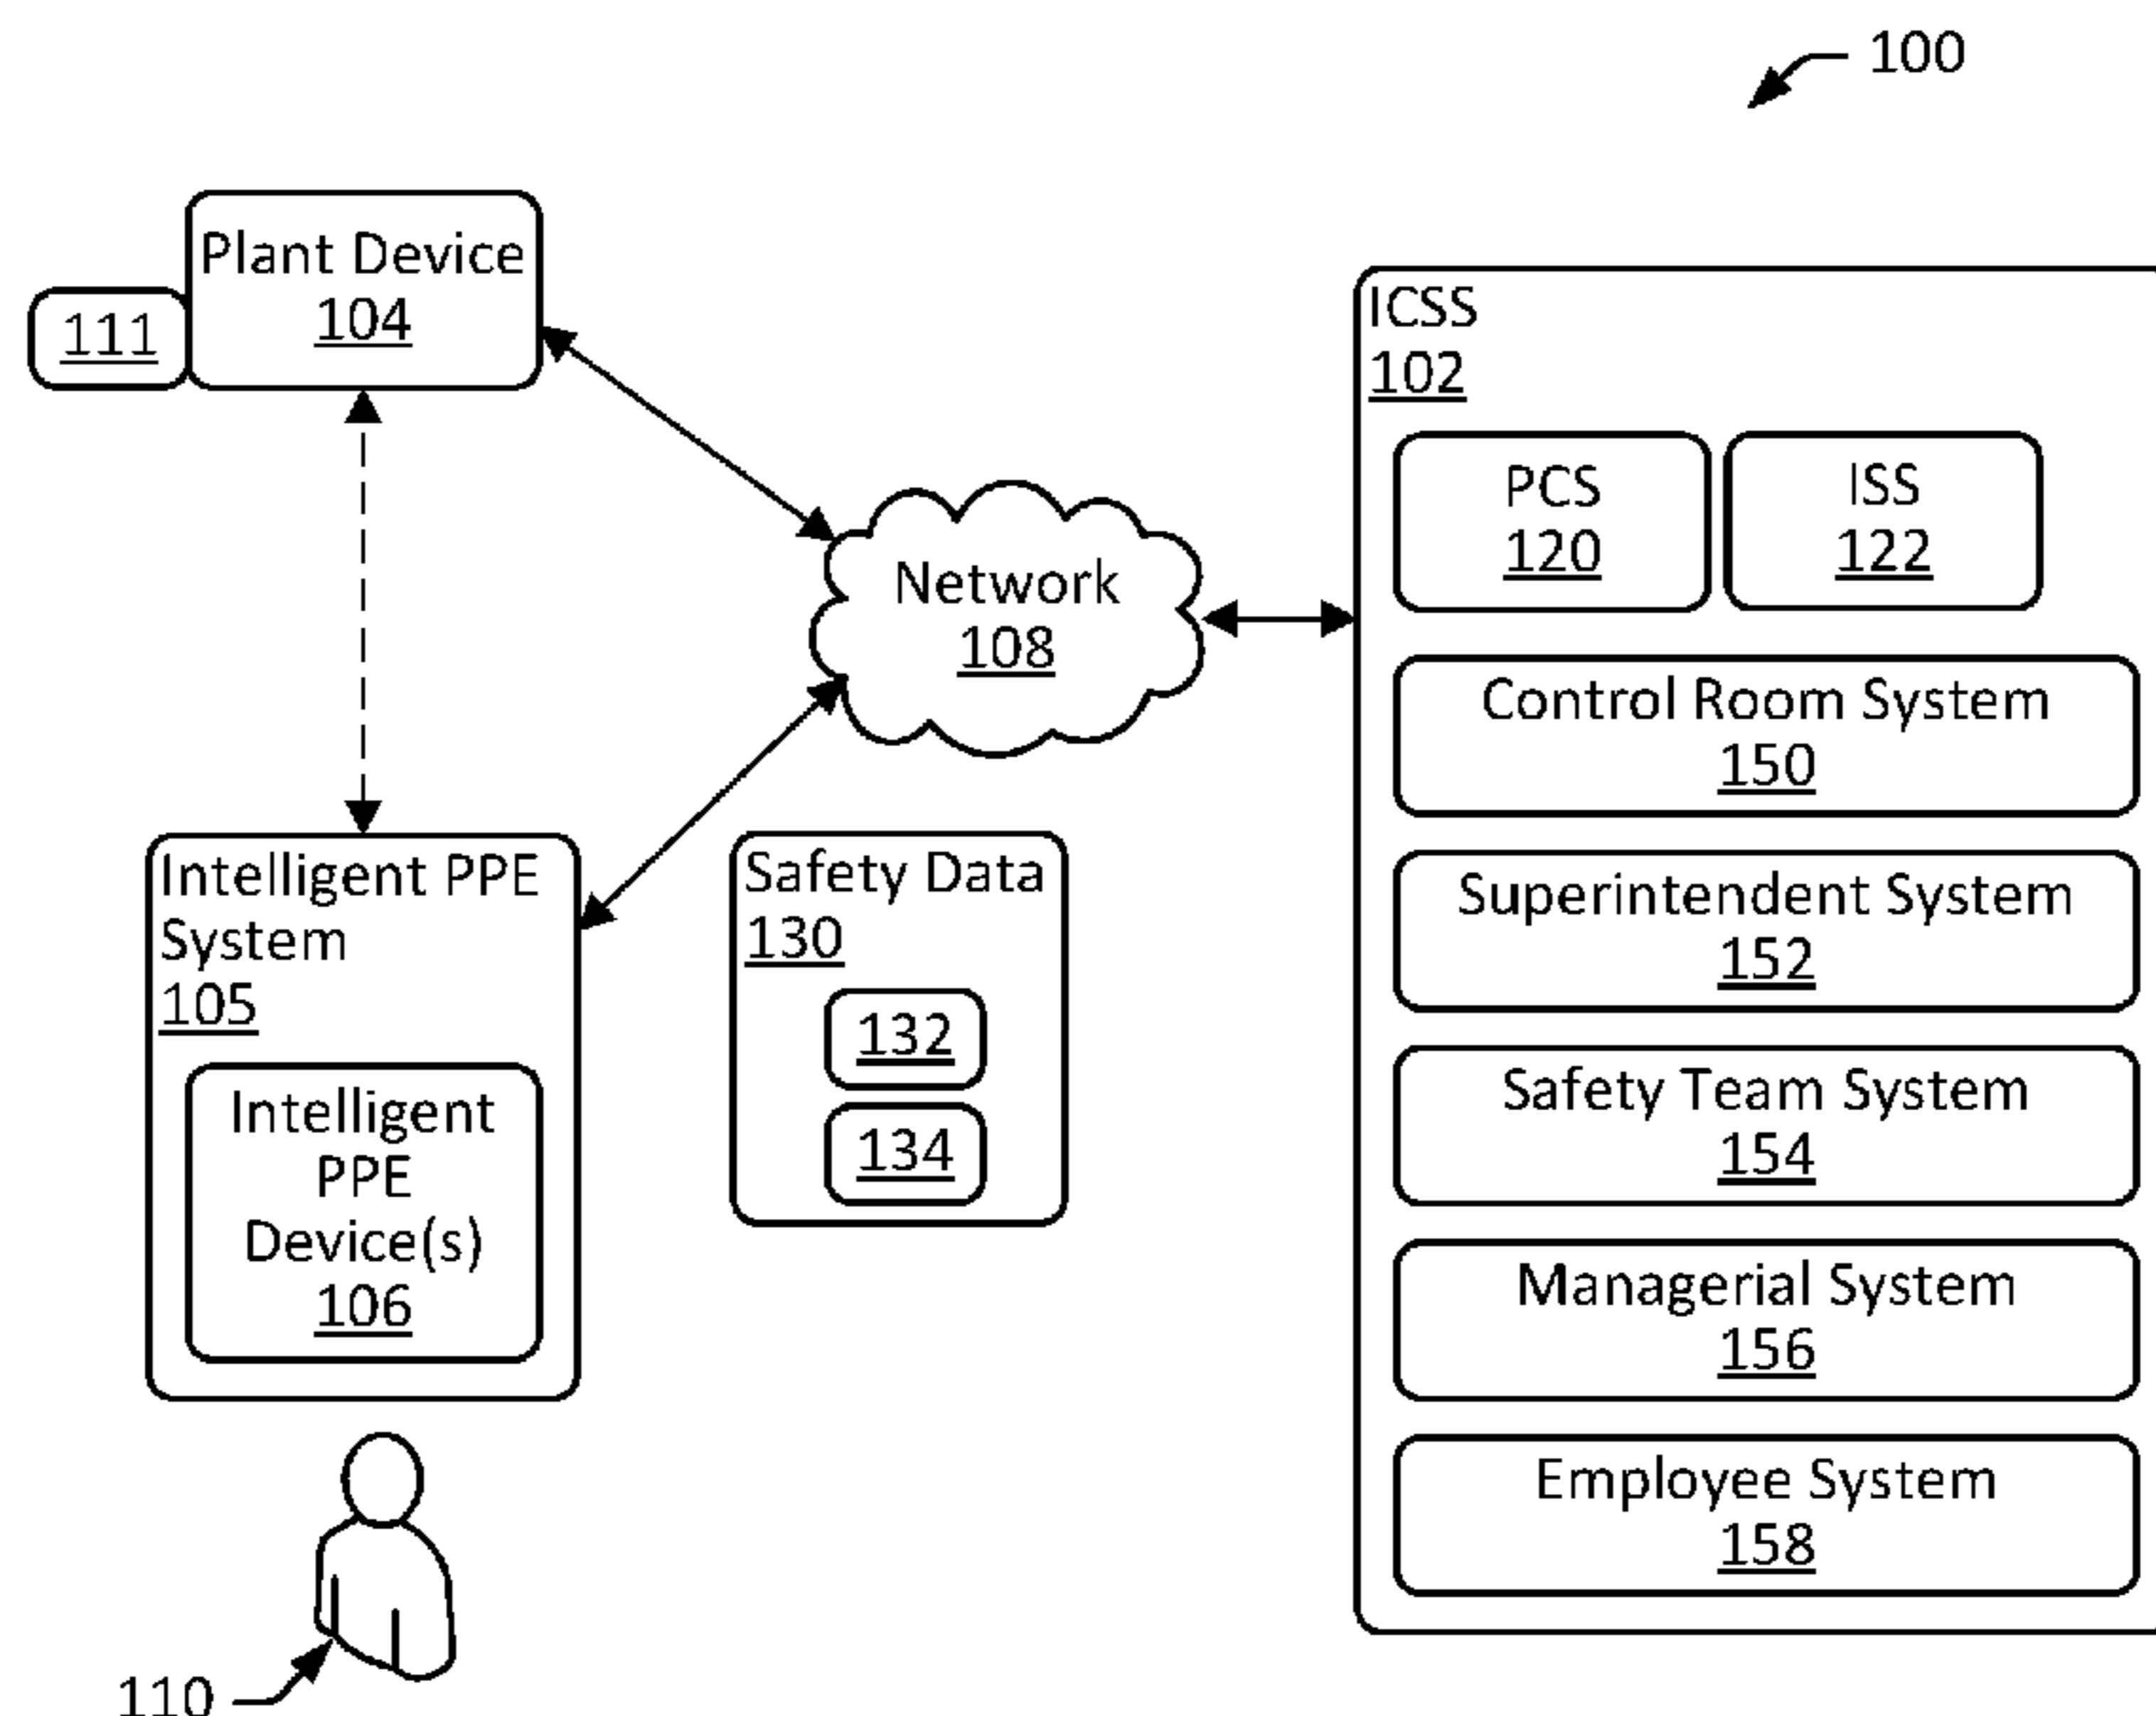 100
Plant Device
104
111
ICSS
102
PCS
120
ISS
122
Network
108
Control Room System
150
Intelligent PPE
System
105
Intelligent
PPE
Device(s)
106
Safety Data
130
132
134
Superintendent System
152
Safety Team System
154
Managerial System
156
Employee System
158
110